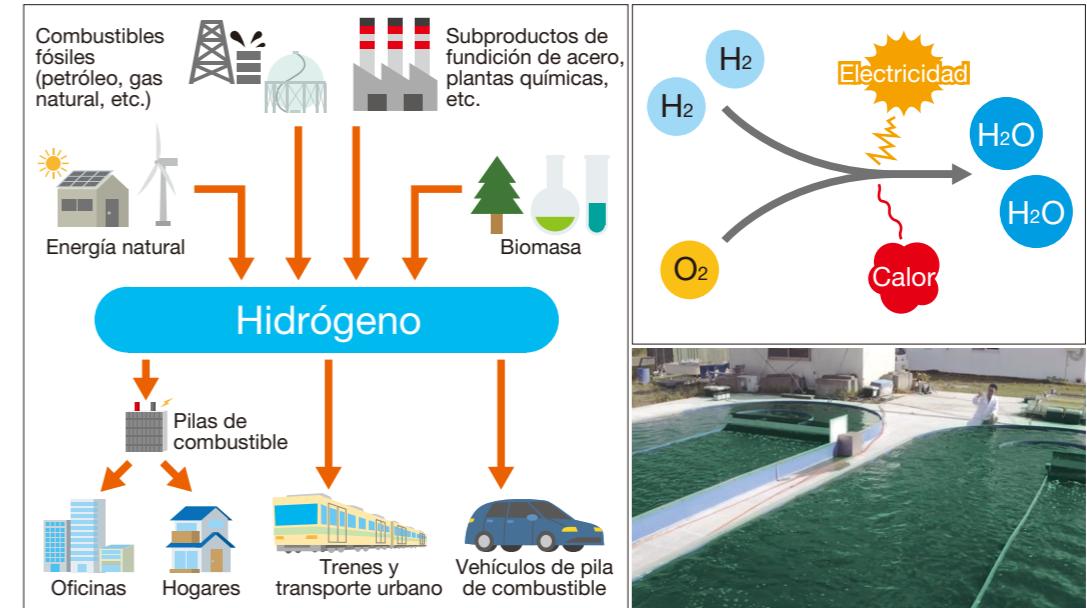 Combustibles
fósiles
(petróleo, gas
natural, etc.)
Subproductos de
fundición de acero,
plantas químicas,
etc.
Energía natural
Biomasa
Hidrógeno
Pilas de
combustible
Oficinas
Hogares
Trenes y
transporte urbano
Vehículos de pila
de combustible
H2
H2
O2
Electricidad
Calor
H2O
H2O